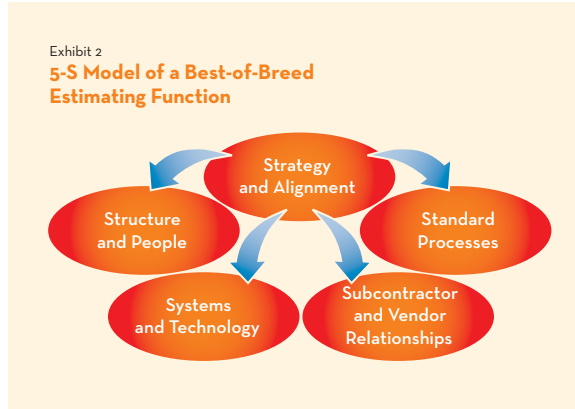 Exhibit 2
5-S Model of a Best-of-Breed
Estimating Function
Strategy
and Alignment
Structure
and People
Standard
Processes
Systems
and Technology
Subcontractor
and Vendor
Relationships